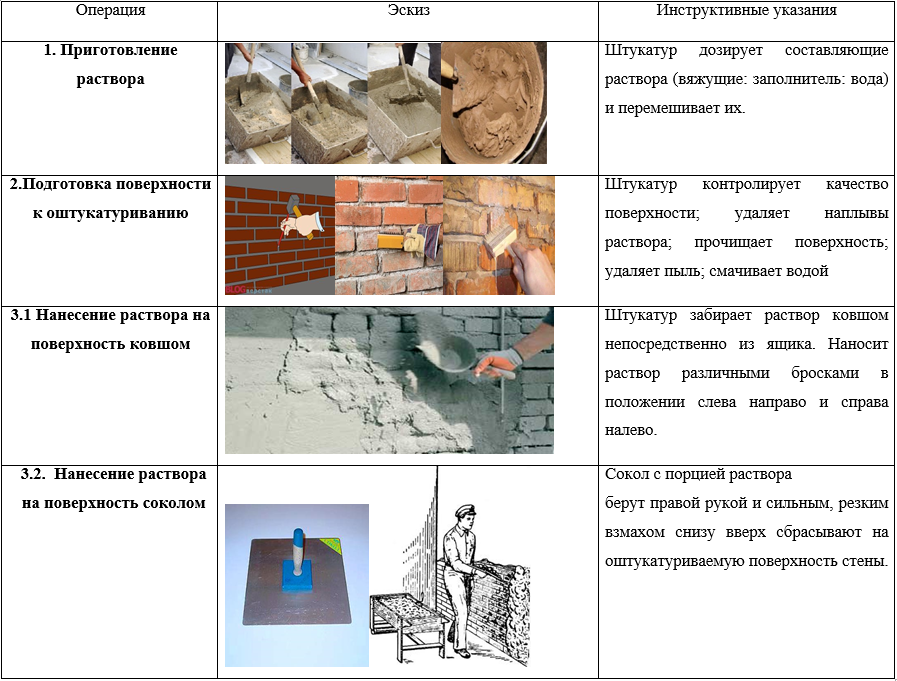 Операция
Эскиз
Инструктивные указания
1. Приготовление
раствора
Штукатур дозирует составляющие
раствора (вяжущие: заполнитель: вода)
и перемешивает их.
2.Подготовка поверхности
к оштукатуриванию
BLOG
Штукатур контролирует качество
поверхности; удаляет наплывы
раствора; прочищает поверхность;
удаляет пыль; смачивает водой
3.1 Нанесение раствора на
поверхность ковшом
Штукатур забирает раствор ковшом
непосредственно из ящика. Наносит
раствор различными бросками в
положении слева направо и справа
налево.
3.2. Нанесение раствора
на поверхность соколом
Сокол с порцией раствора
берут правой рукой и сильным, резким
взмахом снизу вверх сбрасывают на
оштукатуриваемую поверхность стены.